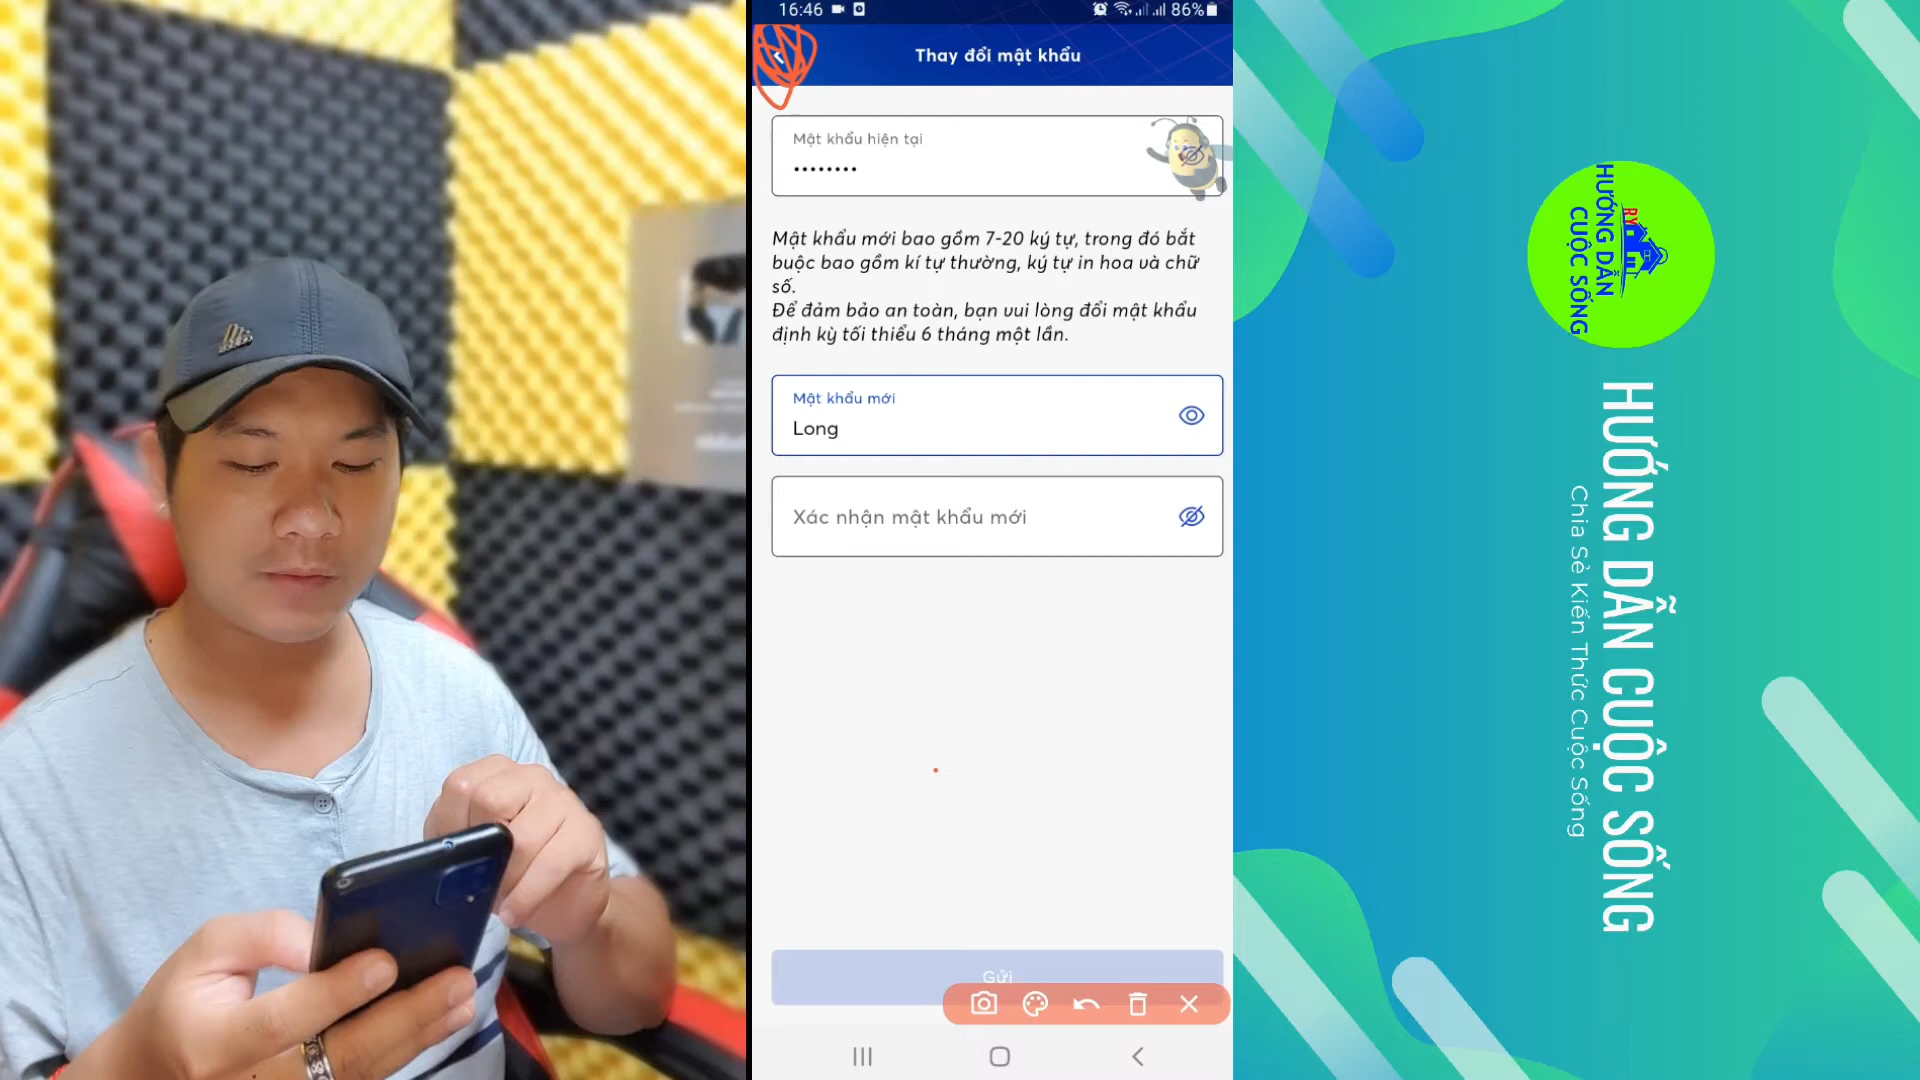 16:46
86%
Thay đổi mật khẩu
Mật khẩu hiện tại
••••••••
Mật khẩu mới bao gồm 7-20 ký tự, trong đó bắt
buộc bao gồm kí tự thường, ký tự in hoa và chữ
số.
Để đảm bảo an toàn, bạn vui lòng đổi mật khẩu
định kỳ tối thiểu 6 tháng một lần.
Mật khẩu mới
Long
Xác nhận mật khẩu mới
Gửi
RY
HƯỚNG DẪN
CUỘC SỐNG
HƯỚNG DẪN CUỘC SỐNG
Chia Sẻ Kiến Thức Cuộc Sống